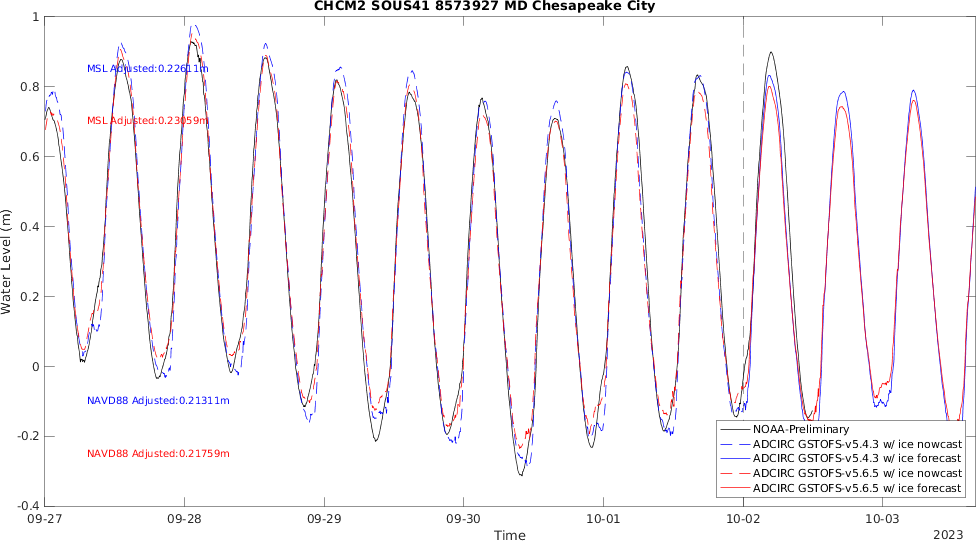 CHCM2 SOUS41 8573927 MD Chesapeake City
1
0.8
0.6
0.4
0.2
0
-0.2
-0.4
Water Level (m)
MSL Adjusted:0.22611m
MSL Adjusted:0.23059m
NAVD88 Adjusted:0.21311m
NAVD88 Adjusted:0.21759m
NOAA-Preliminary
ADCIRC GSTOFS-v5.4.3 w/ ice nowcast
ADCIRC GSTOFS-v5.4.3 w/ ice forecast
ADCIRC GSTOFS-v5.6.5 w/ ice nowcast
ADCIRC GSTOFS-v5.6.5 w/ ice forecast
09-27 09-28 09-29 09-30 10-01 10-02 10-03
Time
2023